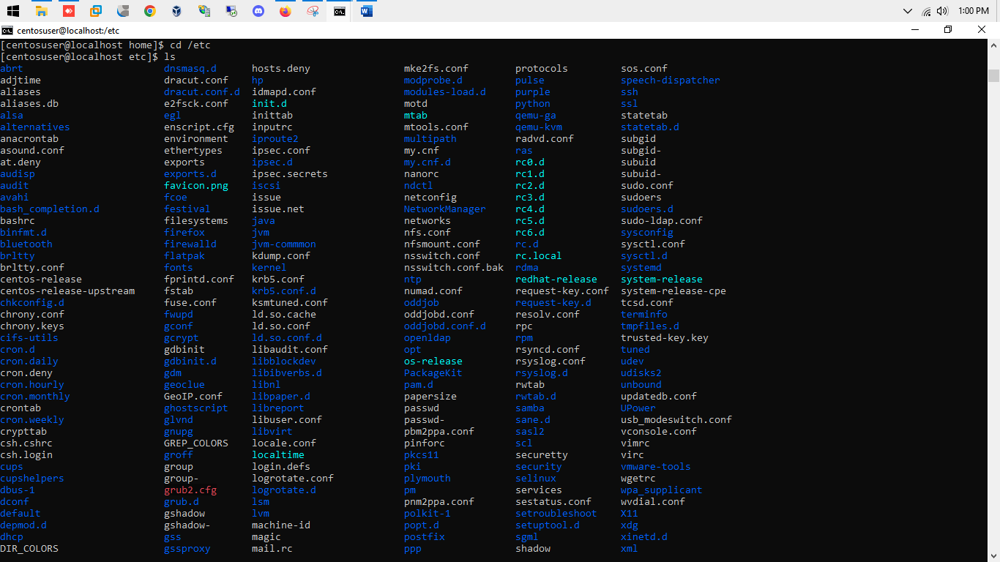 1:00 PM
centosuser@localhost:/etc
[centosuser@localhost home]$ cd /etc
[centosuser@localhost etc]$ ls
abrt dnsmasq.d hosts.deny mke2fs.conf protocols sos.conf
adjtime dracut.conf hp modprobe.d pulse speech-dispatcher
aliases dracut.conf.d idmapd.conf modules-load.d purple ssh
aliases.db e2fsck.conf init.d motd python ssl
alsa egl inittab mtab qemu-ga statetab
alternatives enscript.cfg inputrc mtools.conf qemu-kvm statetab.d
anacrontab environment iproute2 multipath radvd.conf subgid
asound.conf ethertypes ipsec.conf my.cnf ras subgid-
at.deny exports ipsec.d my.cnf.d rc0.d subuid
audisp exports.d ipsec.secrets nanorc rc1.d subuid-
audit favicon.png iscsi ndctl rc2.d sudo.conf
avahi fcoe issue netconfig rc3.d sudoers
bash_completion.d festival issue.net NetworkManager rc4.d sudoers.d
bashrc filesystems java networks rc5.d sudo-ldap.conf
binfmt.d firefox jvm nfs.conf rc6.d sysconfig
bluetooth firewalld jvm-commmon nfsmount.conf rc.d sysctl.conf
brltty flatpak kdump.conf nsswitch.conf rc.local sysctl.d
brltty.conf fonts kernel nsswitch.conf.bak rdma systemd
centos-release fprintd.conf krb5.conf ntp redhat-release system-release
centos-release-upstream fstab krb5.conf.d numad.conf request-key.conf system-release-cpe
chkconfig.d fuse.conf ksmtuned.conf oddjob request-key.d tcsd.conf
chrony.conf fwupd ld.so.cache oddjobd.conf resolv.conf terminfo
chrony.keys gconf ld.so.conf oddjobd.conf.d rpc tmpfiles.d
cifs-utils gcrypt ld.so.conf.d openldap rpm trusted-key.key
cron.d gdbinit libaudit.conf opt rsyncd.conf tuned
cron.daily gdbinit.d libblockdev os-release rsyslog.conf udev
cron.deny gdm libibverbs.d PackageKit rsyslog.d udisks2
cron.hourly geoclue libnl pam.d rwtab unbound
cron.monthly GeoIP.conf libpaper.d papersize rwtab.d updatedb.conf
crontab ghostscript libreport passwd samba UPower
cron.weekly glvnd libuser.conf passwd- sane.d usb_modeswitch.conf
crypttab gnupg libvirt pbm2ppa.conf sasl2 vconsole.conf
csh.cshrc GREP_COLORS locale.conf pinforc scl vimrc
csh.login groff localtime pkcs11 securetty virc
cups group login.defs pki security vmware-tools
cupshelpers group- logrotate.conf plymouth selinux wgetrc
dbus-1 grub2.cfg logrotate.d pm services wpa_supplicant
dconf grub.d lsm pnm2ppa.conf sestatus.conf wvdial.conf
default gshadow lvm polkit-1 setroubleshoot X11
depmod.d gshadow- machine-id popt.d setuptool.d xdg
dhcp gss magic postfix sgml xinetd.d
DIR_COLORS gssproxy mail.rc ppp shadow xml